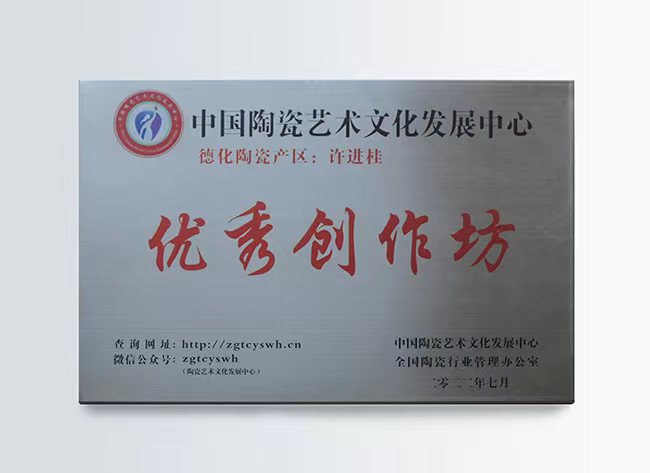 中国陶瓷艺术文化发展中心
德化陶瓷产区：许进桂
优秀创作坊
查询网址：http://zgtcyswh.cn
微信公众号：zgtcyswh
（陶瓷艺术文化发展中心）
中国陶瓷艺术文化发展中心
全国陶瓷行业管理办公室
二零二二年七月